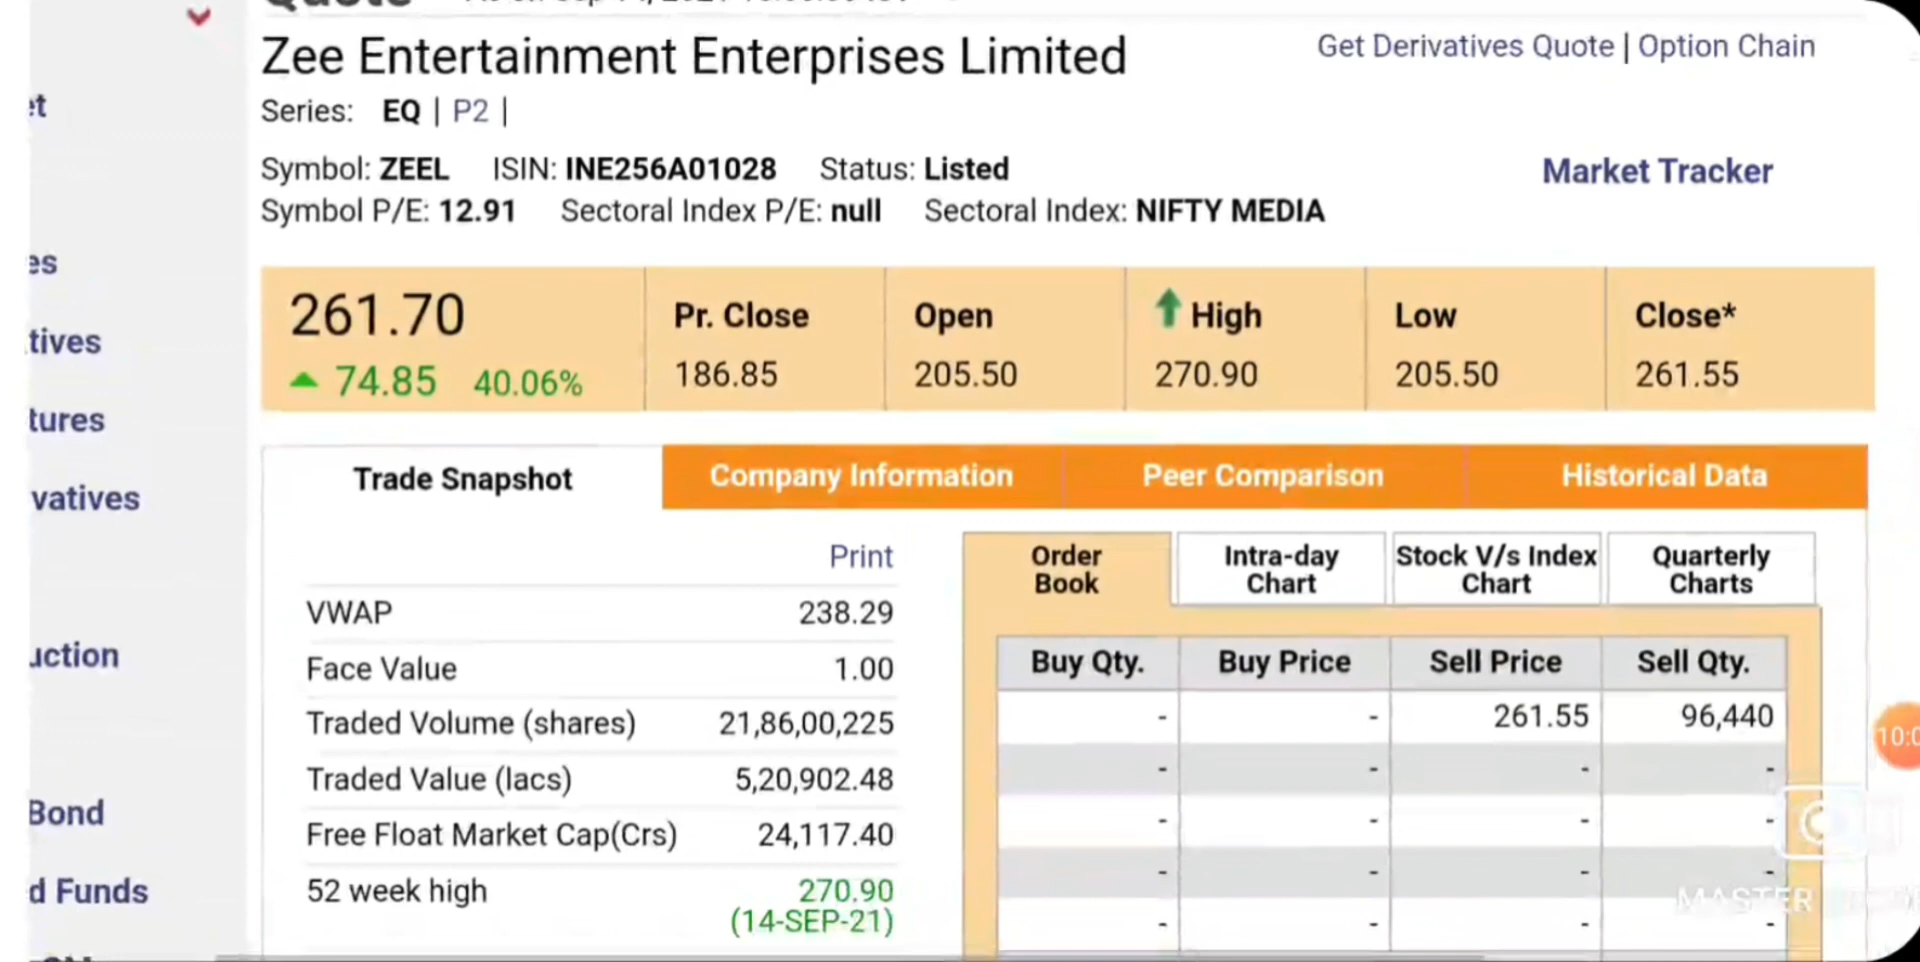 Zee Entertainment Enterprises Limited
Get Derivatives Quote | Option Chain
Series: EQ | P2 |
Symbol: ZEEL ISIN: INE256A01028 Status: Listed
Market Tracker
Symbol P/E: 12.91 Sectoral Index P/E: null Sectoral Index: NIFTY MEDIA
261.70
74.85 40.06%
Pr. Close Open High Low Close*
186.85 205.50 270.90 205.50 261.55
Trade Snapshot Company Information Peer Comparison Historical Data
Print
VWAP 238.29
Face Value 1.00
Traded Volume (shares) 21,86,00,225
Traded Value (lacs) 5,20,902.48
Free Float Market Cap(Crs) 24,117.40
52 week high 270.90
(14-SEP-21)
Order Book
Intra-day Chart
Stock V/s Index Chart
Quarterly Charts
Buy Qty. Buy Price Sell Price Sell Qty.
- - 261.55 96,440
- - - -
- - - -
- - - -
- - - -
et
es
tives
tures
vatives
uction
Bond
d Funds
10:0
MASTER